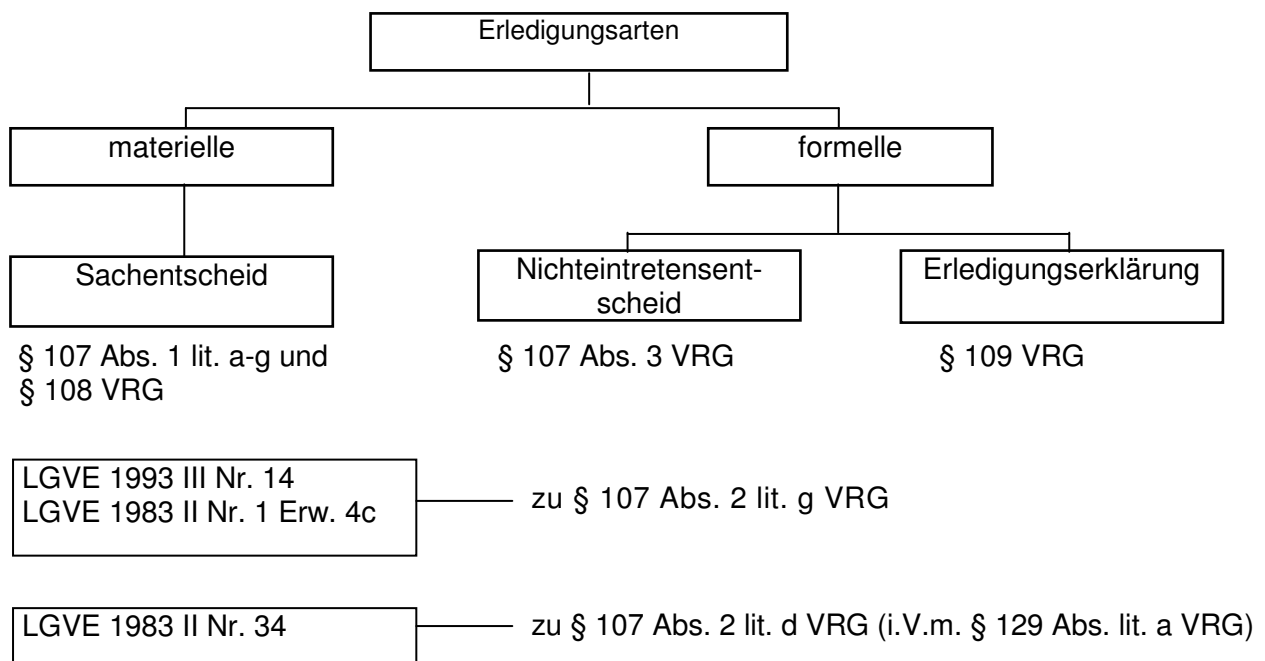 Erledigungsarten
materielle
formelle
Sachentscheid
Nichteintretensent-
scheid
Erledigungserklärung
§ 107 Abs. 1 lit. a-g und
§ 108 VRG
§ 107 Abs. 3 VRG
§ 109 VRG
LGVE 1993 III Nr. 14
LGVE 1983 II Nr. 1 Erw. 4c
zu § 107 Abs. 2 lit. g VRG
LGVE 1983 II Nr. 34
zu § 107 Abs. 2 lit. d VRG (i.V.m. § 129 Abs. lit. a VRG)